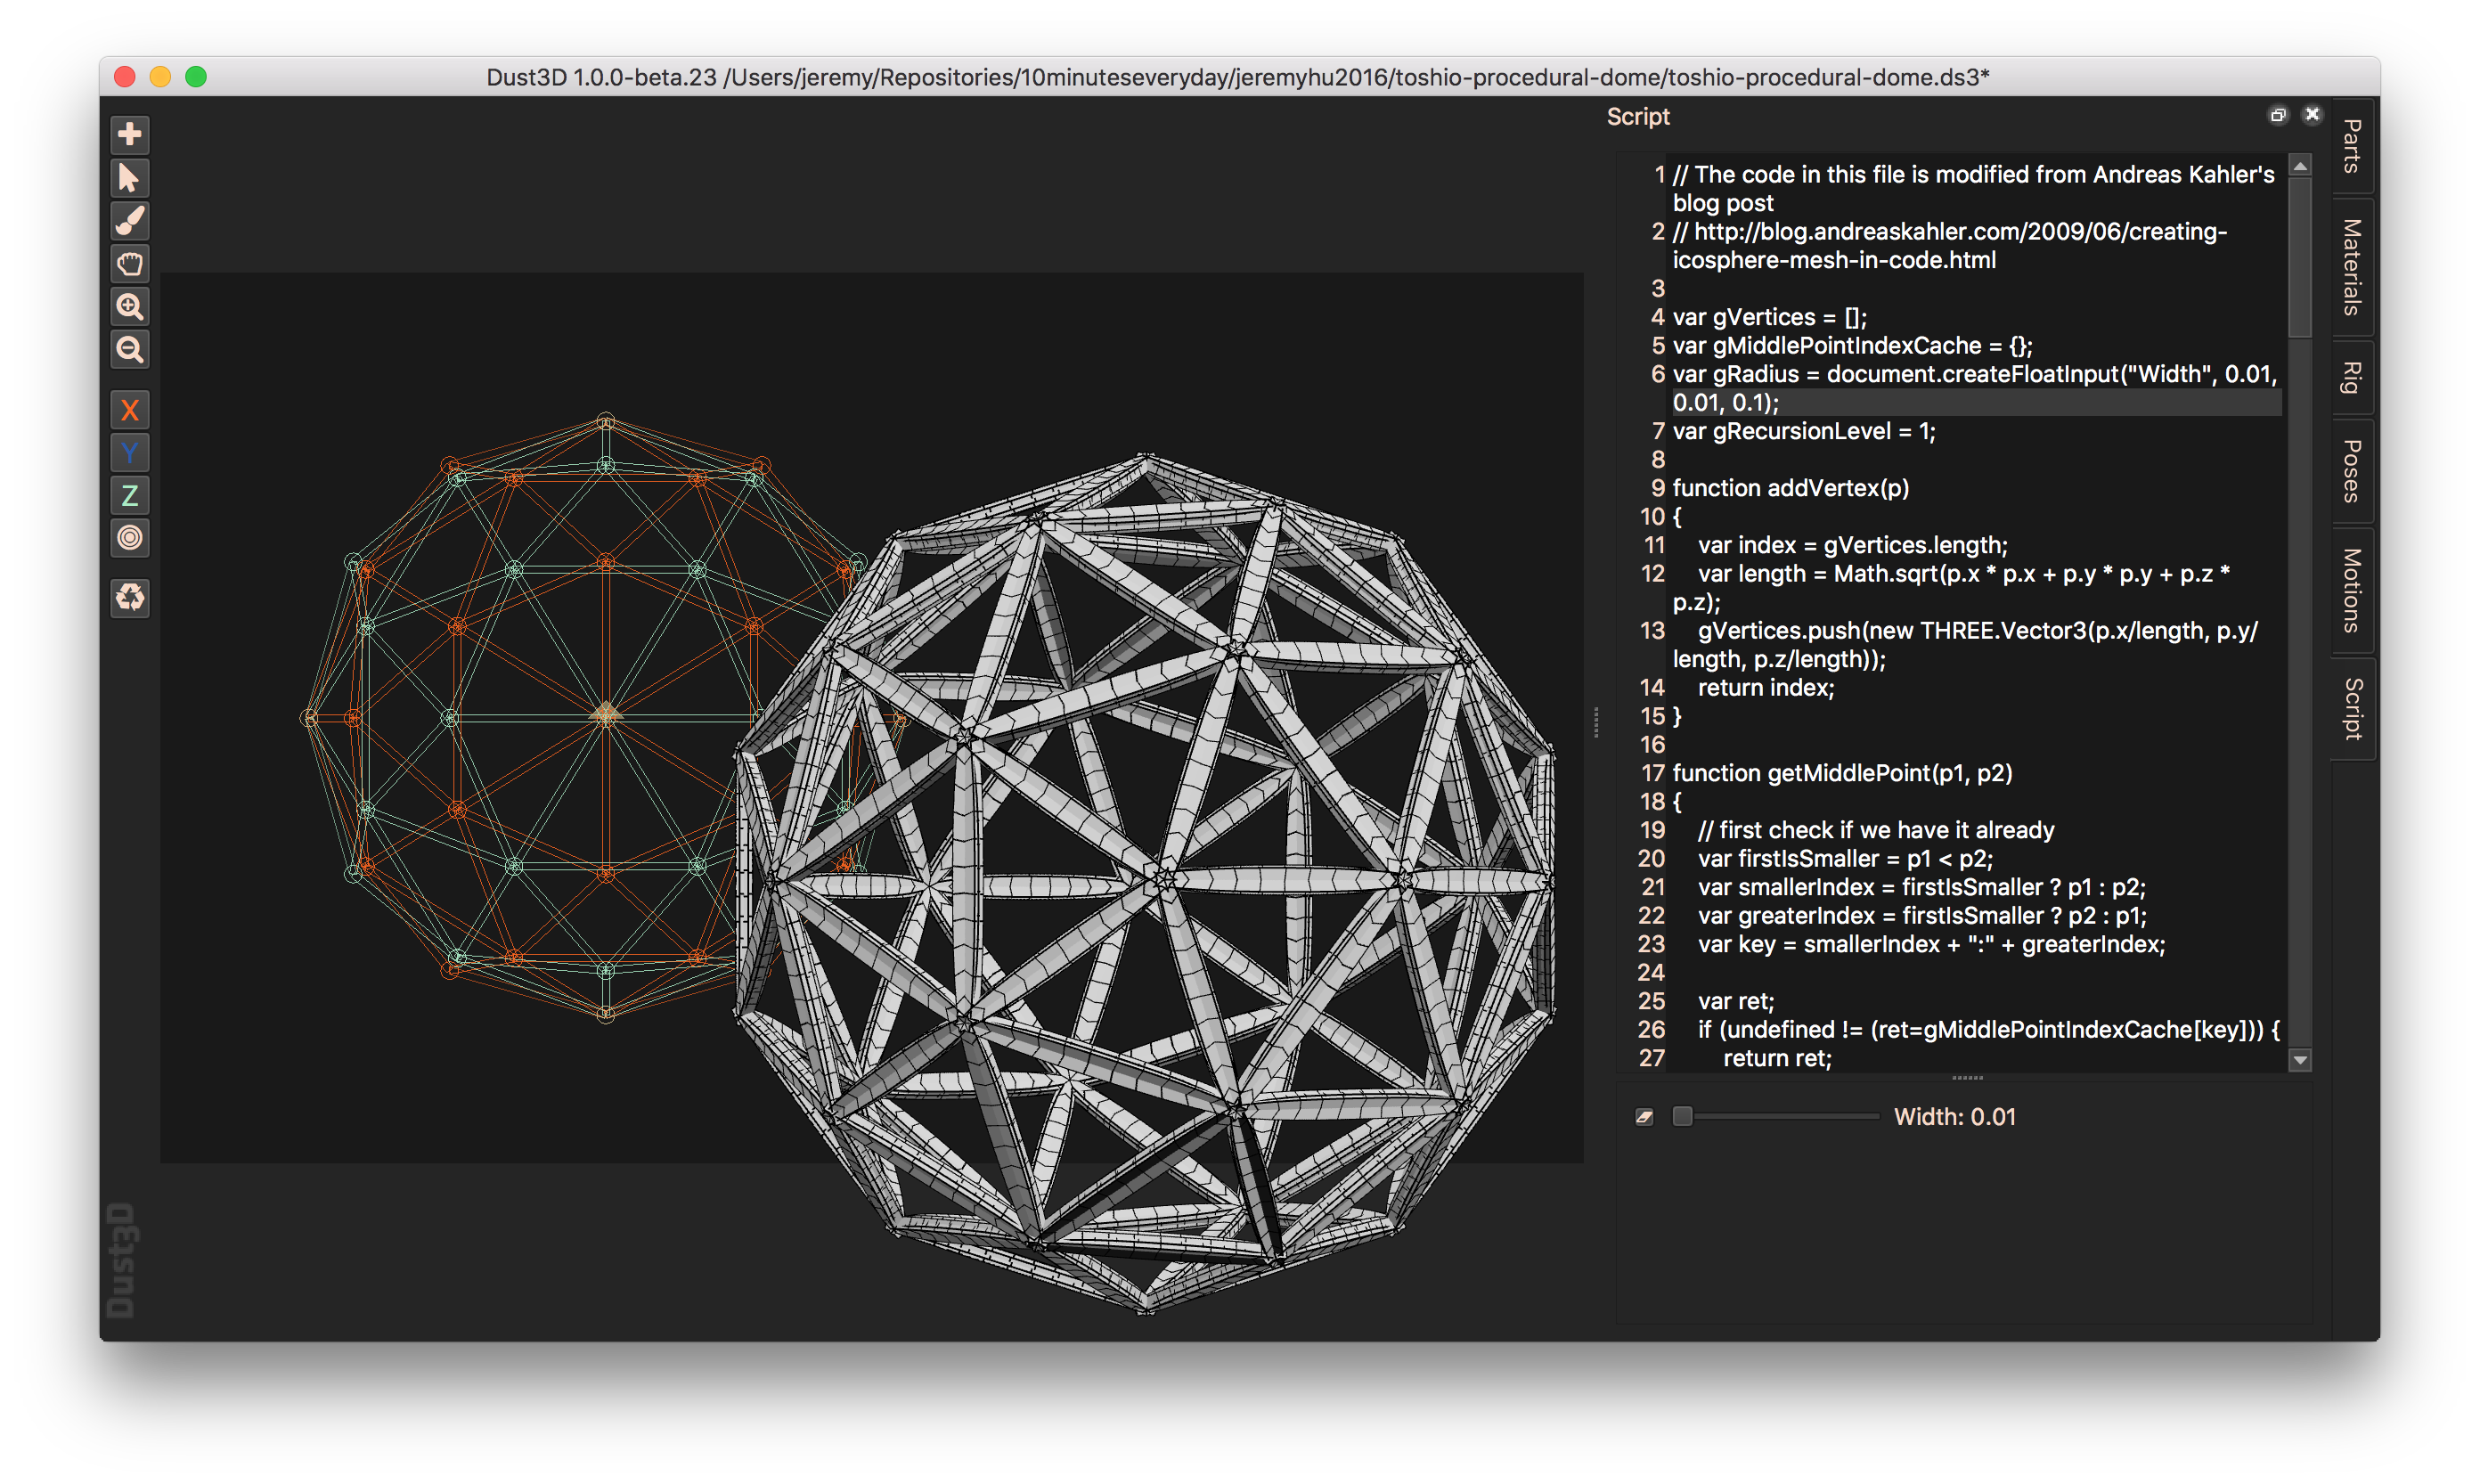 Dust3D 1.0.0-beta.23 /Users/jeremy/Repositories/10minuteseveryday/jeremyhu2016/toshio-procedural-dome/toshio-procedural-dome.ds3*
X
Y
Z
Dust3D
Script
1 // The code in this file is modified from Andreas Kahler's
blog post
2 // http://blog.andreaskahler.com/2009/06/creating-
icosphere-mesh-in-code.html
3
4 var gVertices = [];
5 var gMiddlePointIndexCache = {};
6 var gRadius = document.createFloatInput("Width", 0.01,
0.01, 0.1);
7 var gRecursionLevel = 1;
8
9 function addVertex(p)
10 {
11 var index = gVertices.length;
12 var length = Math.sqrt(p.x * p.x + p.y * p.y + p.z *
p.z);
13 gVertices.push(new THREE.Vector3(p.x/length, p.y/
length, p.z/length));
14 return index;
15 }
16
17 function getMiddlePoint(p1, p2)
18 {
19 // first check if we have it already
20 var firstIsSmaller = p1 < p2;
21 var smallerIndex = firstIsSmaller ? p1 : p2;
22 var greaterIndex = firstIsSmaller ? p2 : p1;
23 var key = smallerIndex + ":" + greaterIndex;
24
25 var ret;
26 if (undefined != (ret=gMiddlePointIndexCache[key])) {
27 return ret;
Width: 0.01
Parts
Materials
Rig
Poses
Motions
Script